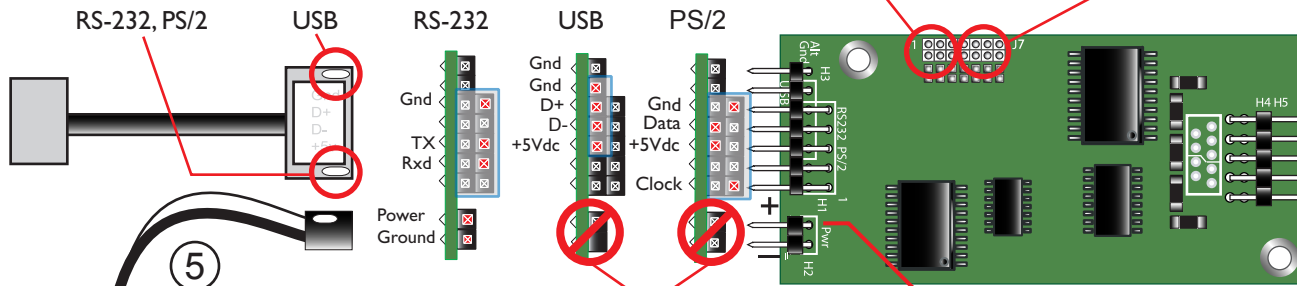 RS-232, PS/2
USB
Gnd
D+
D-
+5v
5
RS-232
Gnd
TX
Rxd
Power
Ground
USB
Gnd
Gnd
D+
D-
+5Vdc
PS/2
Gnd
Data
+5Vdc
Clock
Alt
Gnd
H3
USB
RS232 PS/2
1
H1
+
Pwr
−
H2
1
J7
H4 H5